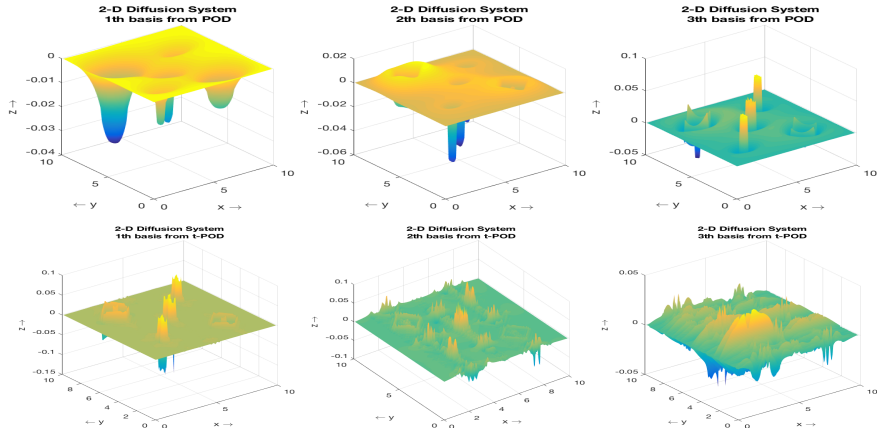 2-D Diffusion System
1th basis from POD
0
-0.01
-0.02
-0.03
-0.04
10
5
0
0
5
10
Z →
← y
x →
2-D Diffusion System
2th basis from POD
0.02
0
-0.02
-0.04
-0.06
10
5
0
0
5
10
Z →
← y
x →
2-D Diffusion System
3th basis from POD
0.1
0.05
0
-0.05
10
5
0
0
5
10
Z →
← y
x →
2-D Diffusion System
1th basis from t-POD
0.1
0.05
0
-0.05
-0.1
-0.15
10
8
6
4
2
0
0
5
10
Z →
← y
x →
2-D Diffusion System
2th basis from t-POD
0.1
0.05
0
-0.05
-0.1
10
5
0
0
2
4
6
8
10
Z →
← y
x →
2-D Diffusion System
3th basis from t-POD
0.05
0
-0.05
10
8
6
4
2
0
0
5
10
Z →
← y
x →